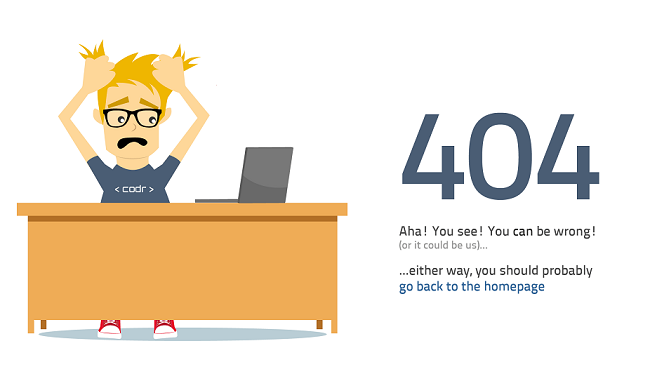 < codr >
404
Aha! You see! You can be wrong!
(or it could be us)...
...either way, you should probably
go back to the homepage